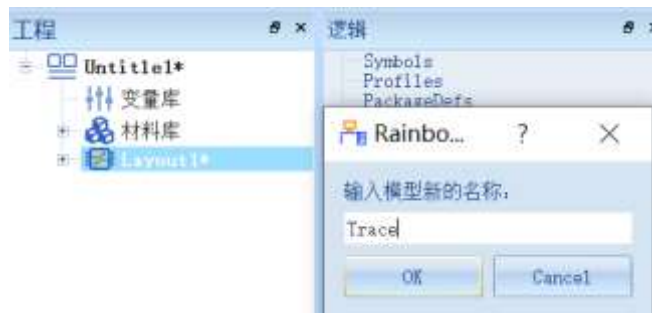 工程
Untitle1*
变量库
材料库
Layout1*
逻辑
Symbols
Profiles
PackageDefs
Rainbo...
?
输入模型新的名称:
Trace
OK
Cancel